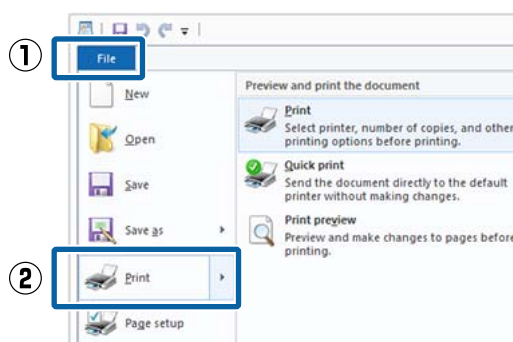 ①
File
New
Open
Save
Save as
②
Print
Page setup
Preview and print the document
Print
Select printer, number of copies, and other
printing options before printing.
Quick print
Send the document directly to the default
printer without making changes.
Print preview
Preview and make changes to pages before
printing.